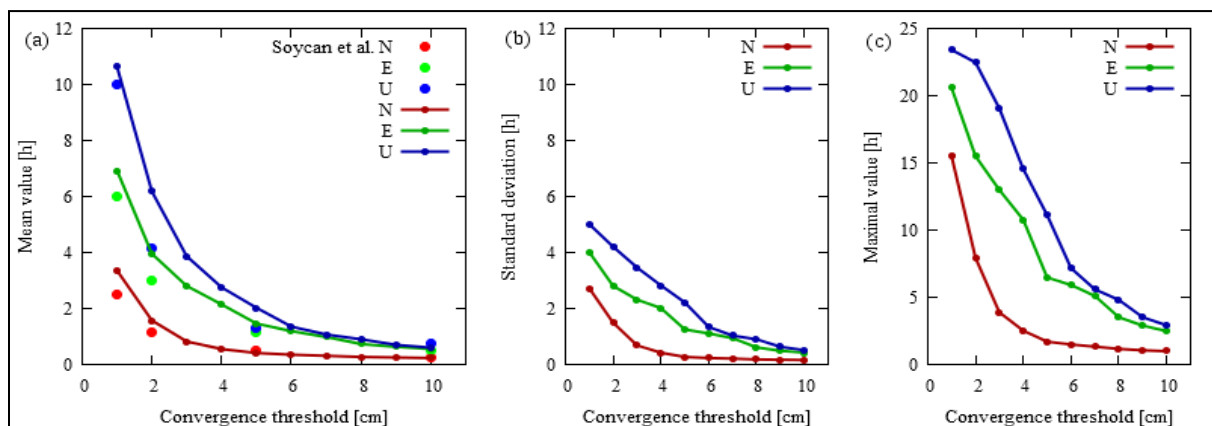 (a)
Soycan et al. N
E
U
N
E
U
Mean value [h]
12
10
8
6
4
2
0
0 2 4 6 8 10
Convergence threshold [cm]
(b)
N
E
U
Standard deviation [h]
12
10
8
6
4
2
0
0 2 4 6 8 10
Convergence threshold [cm]
(c)
N
E
U
Maximal value [h]
25
20
15
10
5
0
0 2 4 6 8 10
Convergence threshold [cm]